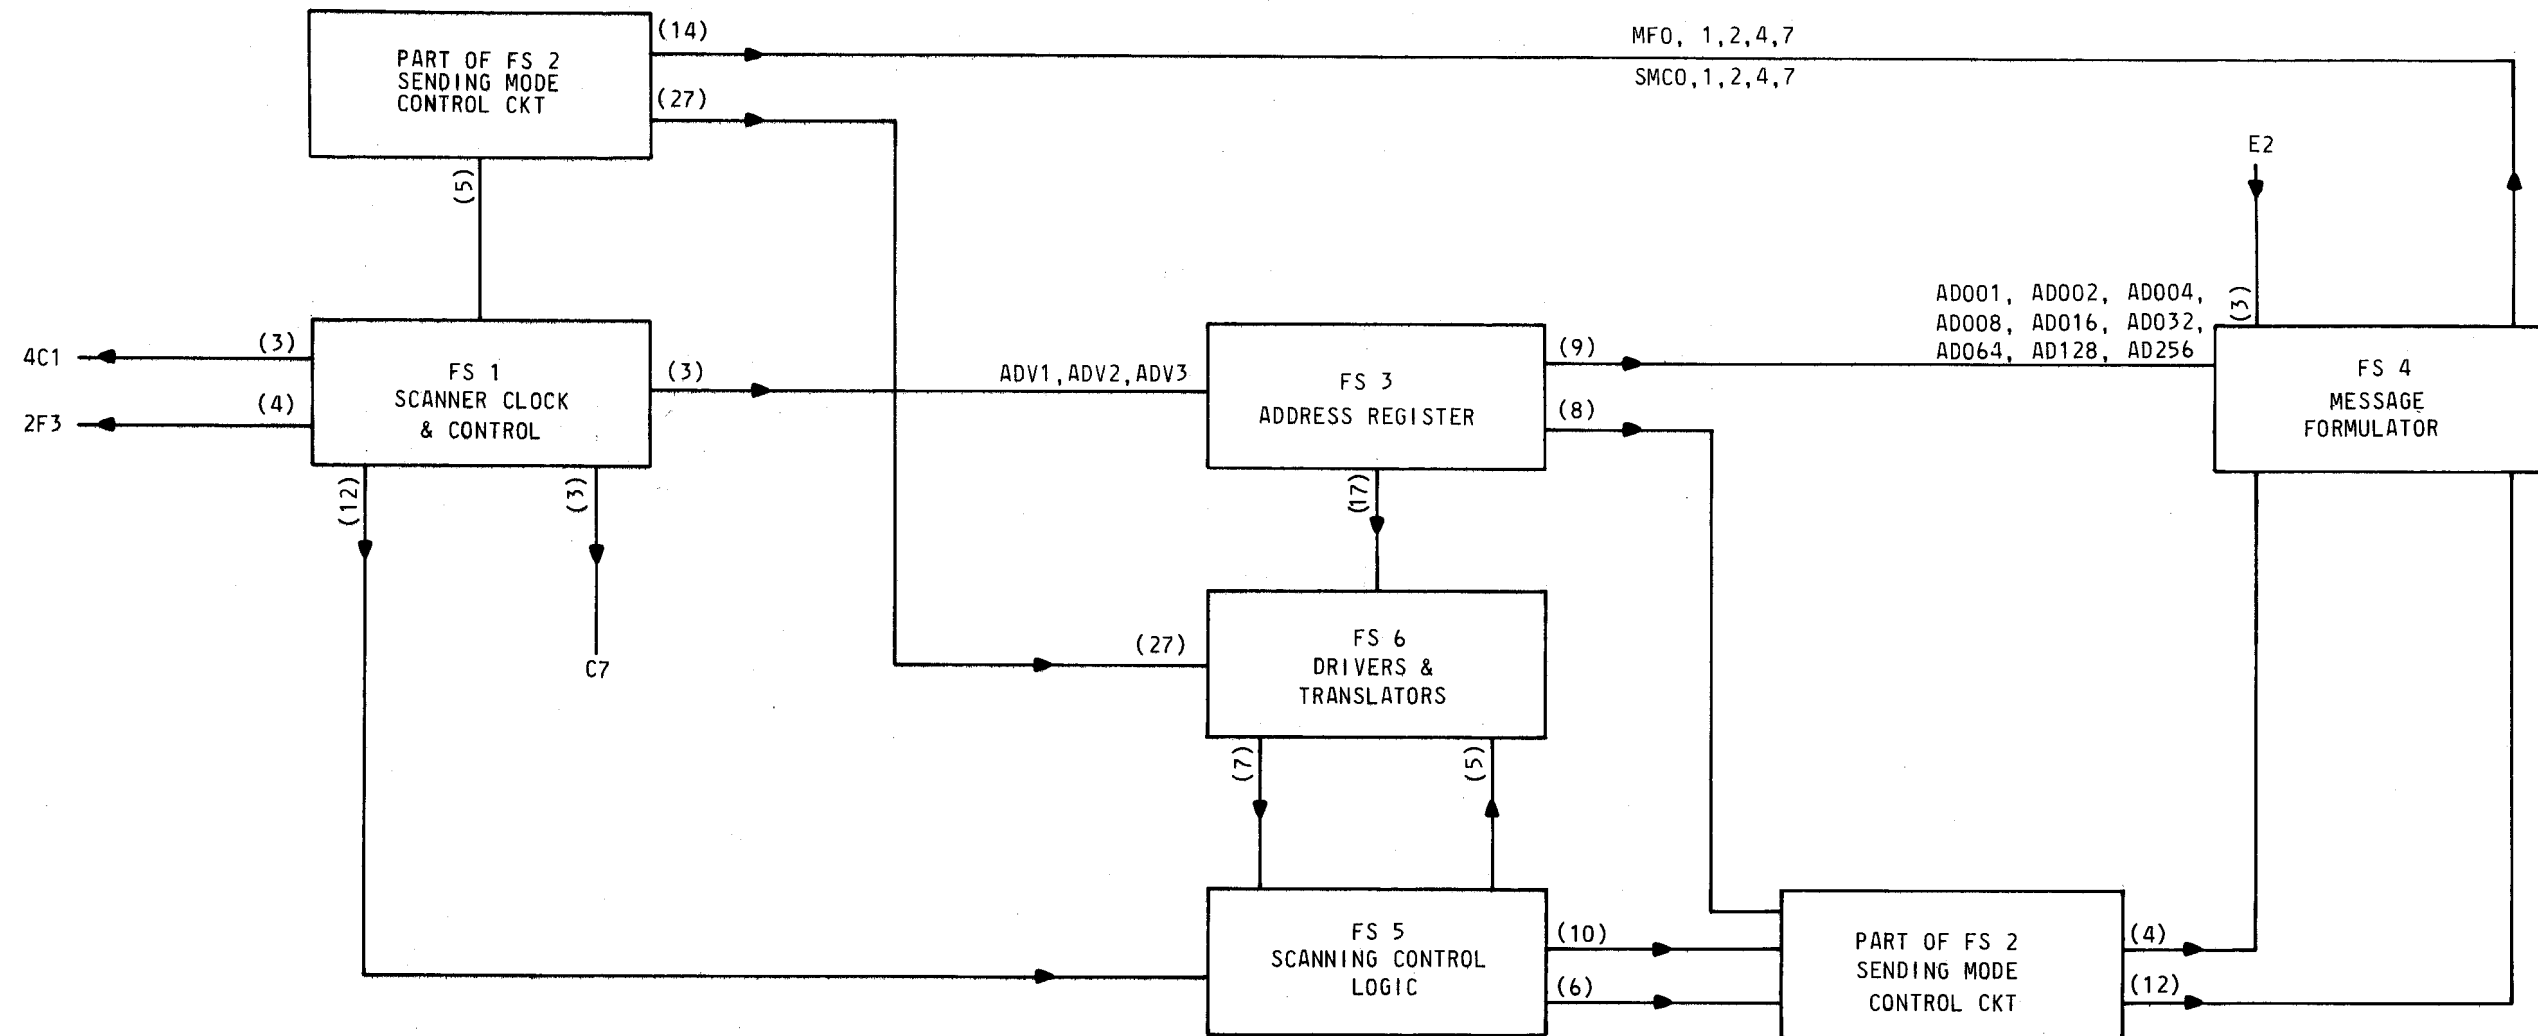 (14)
MFO, 1,2,4,7
PART OF FS 2
SENDING MODE
CONTROL CKT
SMCO,1,2,4,7
(27)
E2
(5)
AD001, AD002, AD004,
AD008, AD016, AD032,
AD064, AD128, AD256
(3)
4C1
(3)
FS 1
SCANNER CLOCK
& CONTROL
(3)
ADV1,ADV2,ADV3
2F3
(4)
FS 3
ADDRESS REGISTER
(9)
(8)
FS 4
MESSAGE
FORMULATOR
(12)
(3)
(17)
C7
(27)
FS 6
DRIVERS &
TRANSLATORS
(7)
(5)
FS 5
SCANNING CONTROL
LOGIC
(10)
(6)
PART OF FS 2
SENDING MODE
CONTROL CKT
(4)
(12)